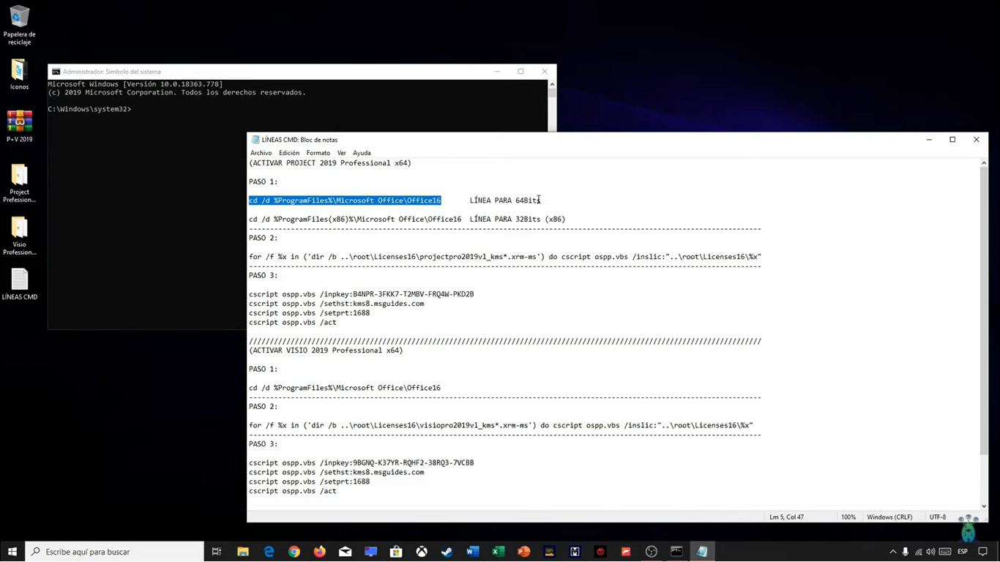 Papelera de
reciclaje
Iconos
P+V 2019
Project
Prefession...
Visio
Profession...
LÍNEAS CMD
Administrador: Símbolo del sistema
Microsoft Windows [Versión 10.0.18363.778]
(c) 2019 Microsoft Corporation. Todos los derechos reservados.
C:\Windows\system32>
LÍNEAS CMD: Bloc de notas
Archivo Edición Formato Ver Ayuda
(ACTIVAR PROJECT 2019 Professional x64)
PASO 1:
cd /d %ProgramFiles%\Microsoft Office\Office16 LÍNEA PARA 64Bits
cd /d %ProgramFiles(x86)%\Microsoft Office\Office16 LÍNEA PARA 32Bits (x86)
PASO 2:
for /f %x in ('dir /b ..\root\Licenses16\projectpro2019vl_kms*.xrm-ms') do cscript ospp.vbs /inslic:"..\root\Licenses16\%x"
PASO 3:
cscript ospp.vbs /inpkey:B4NPR-3FKK7-T2MBV-FRQ4W-PKD2B
cscript ospp.vbs /sethst:kms8.msguides.com
cscript ospp.vbs /setprt:1688
cscript ospp.vbs /act
(ACTIVAR VISIO 2019 Professional x64)
PASO 1:
cd /d %ProgramFiles%\Microsoft Office\Office16
PASO 2:
for /f %x in ('dir /b ..\root\Licenses16\visiopro2019vl_kms*.xrm-ms') do cscript ospp.vbs /inslic:"..\root\Licenses16\%x"
PASO 3:
cscript ospp.vbs /inpkey:9BGNQ-K37YR-RQHF2-38RQ3-7VCBB
cscript ospp.vbs /sethst:kms8.msguides.com
cscript ospp.vbs /setprt:1688
cscript ospp.vbs /act
Lm 5, Col 47 100% Windows (CRLF) UTF-8
Escribe aquí para buscar
ESP